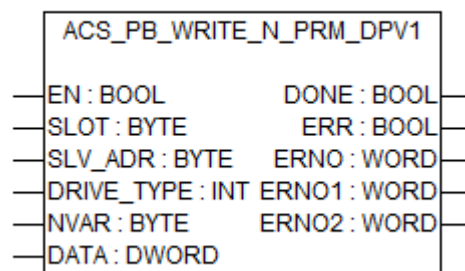 ACS_PB_WRITE_N_PRM_DPV1
EN : BOOL DONE : BOOL
SLOT : BYTE ERR : BOOL
SLV_ADR : BYTE ERNO : WORD
DRIVE_TYPE : INT ERNO1 : WORD
NVAR : BYTE ERNO2 : WORD
DATA : DWORD